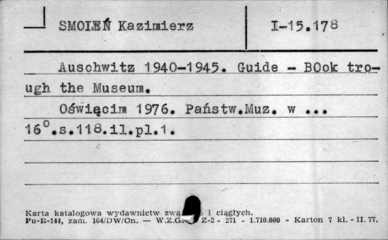 SMOLEŃ Kazimierz I-15.178
Auschwitz 1940-1945. Guide - BOok tro-
ugh the Museum.
Oświęcim 1976. Państw.Muz. w ...
16°.s.118.il.pl.1.
Karta katalogowa wydawnictw i ciągłych.
Pu-B-144, zam. 164/DW/On. — W.Z.G. Z-2 - 271 - 1.710.000 - Karton 7 kl. - II. 77.